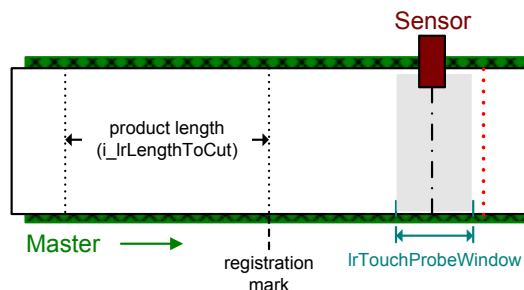 Sensor
product length
(i_lrLengthToCut)
Master
registration
mark
lrTouchProbeWindow